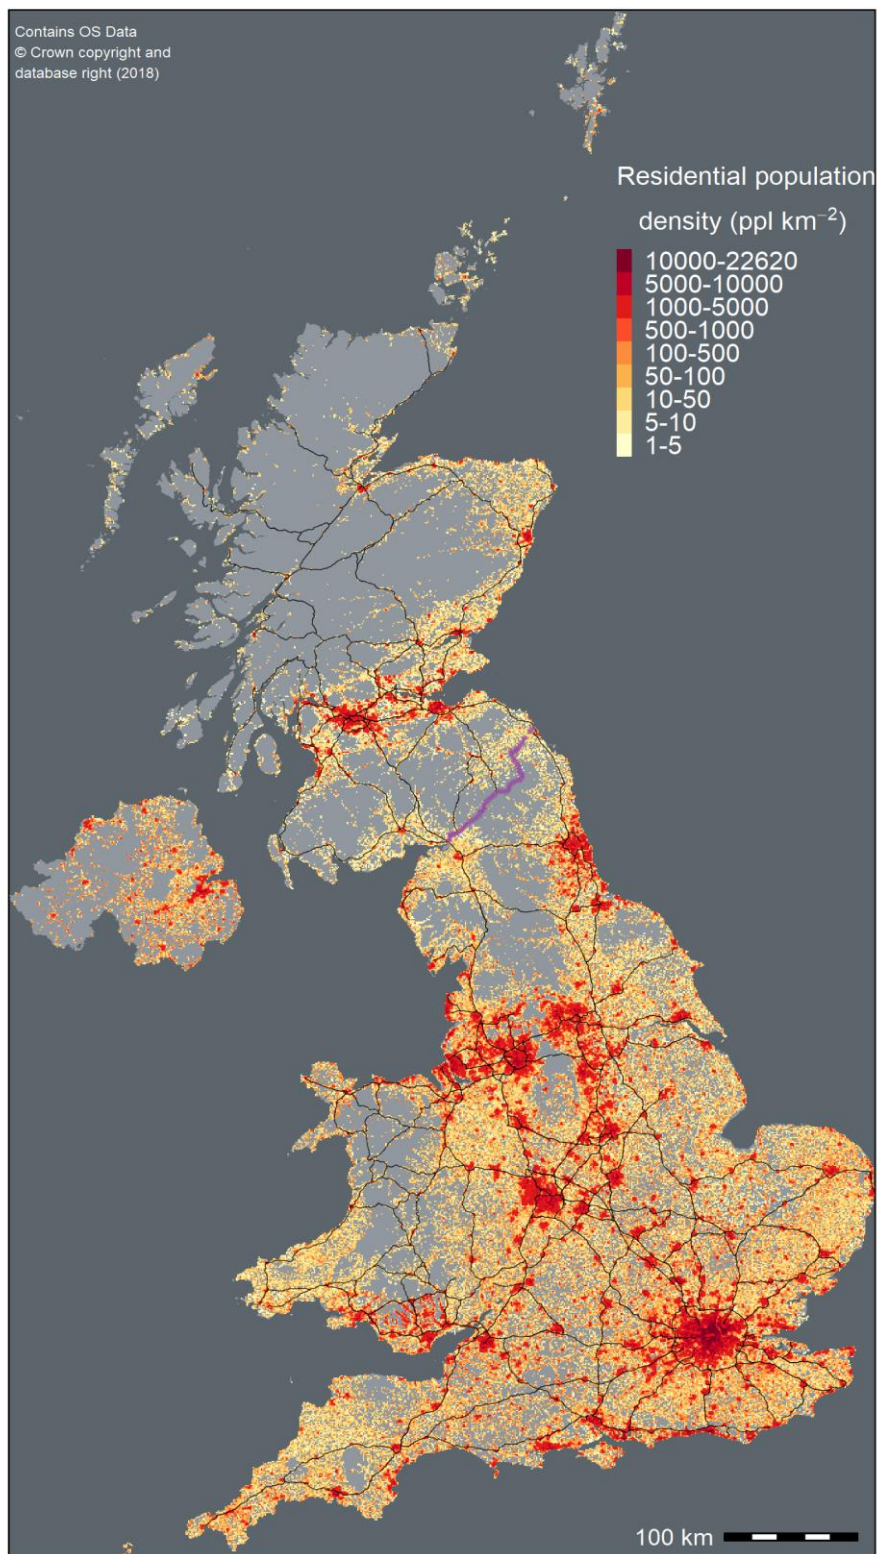 Contains OS Data
© Crown copyright and
database right (2018)
Residential population
density (ppl km⁻²)
10000-22620
5000-10000
1000-5000
500-1000
100-500
50-100
10-50
5-10
1-5
100 km